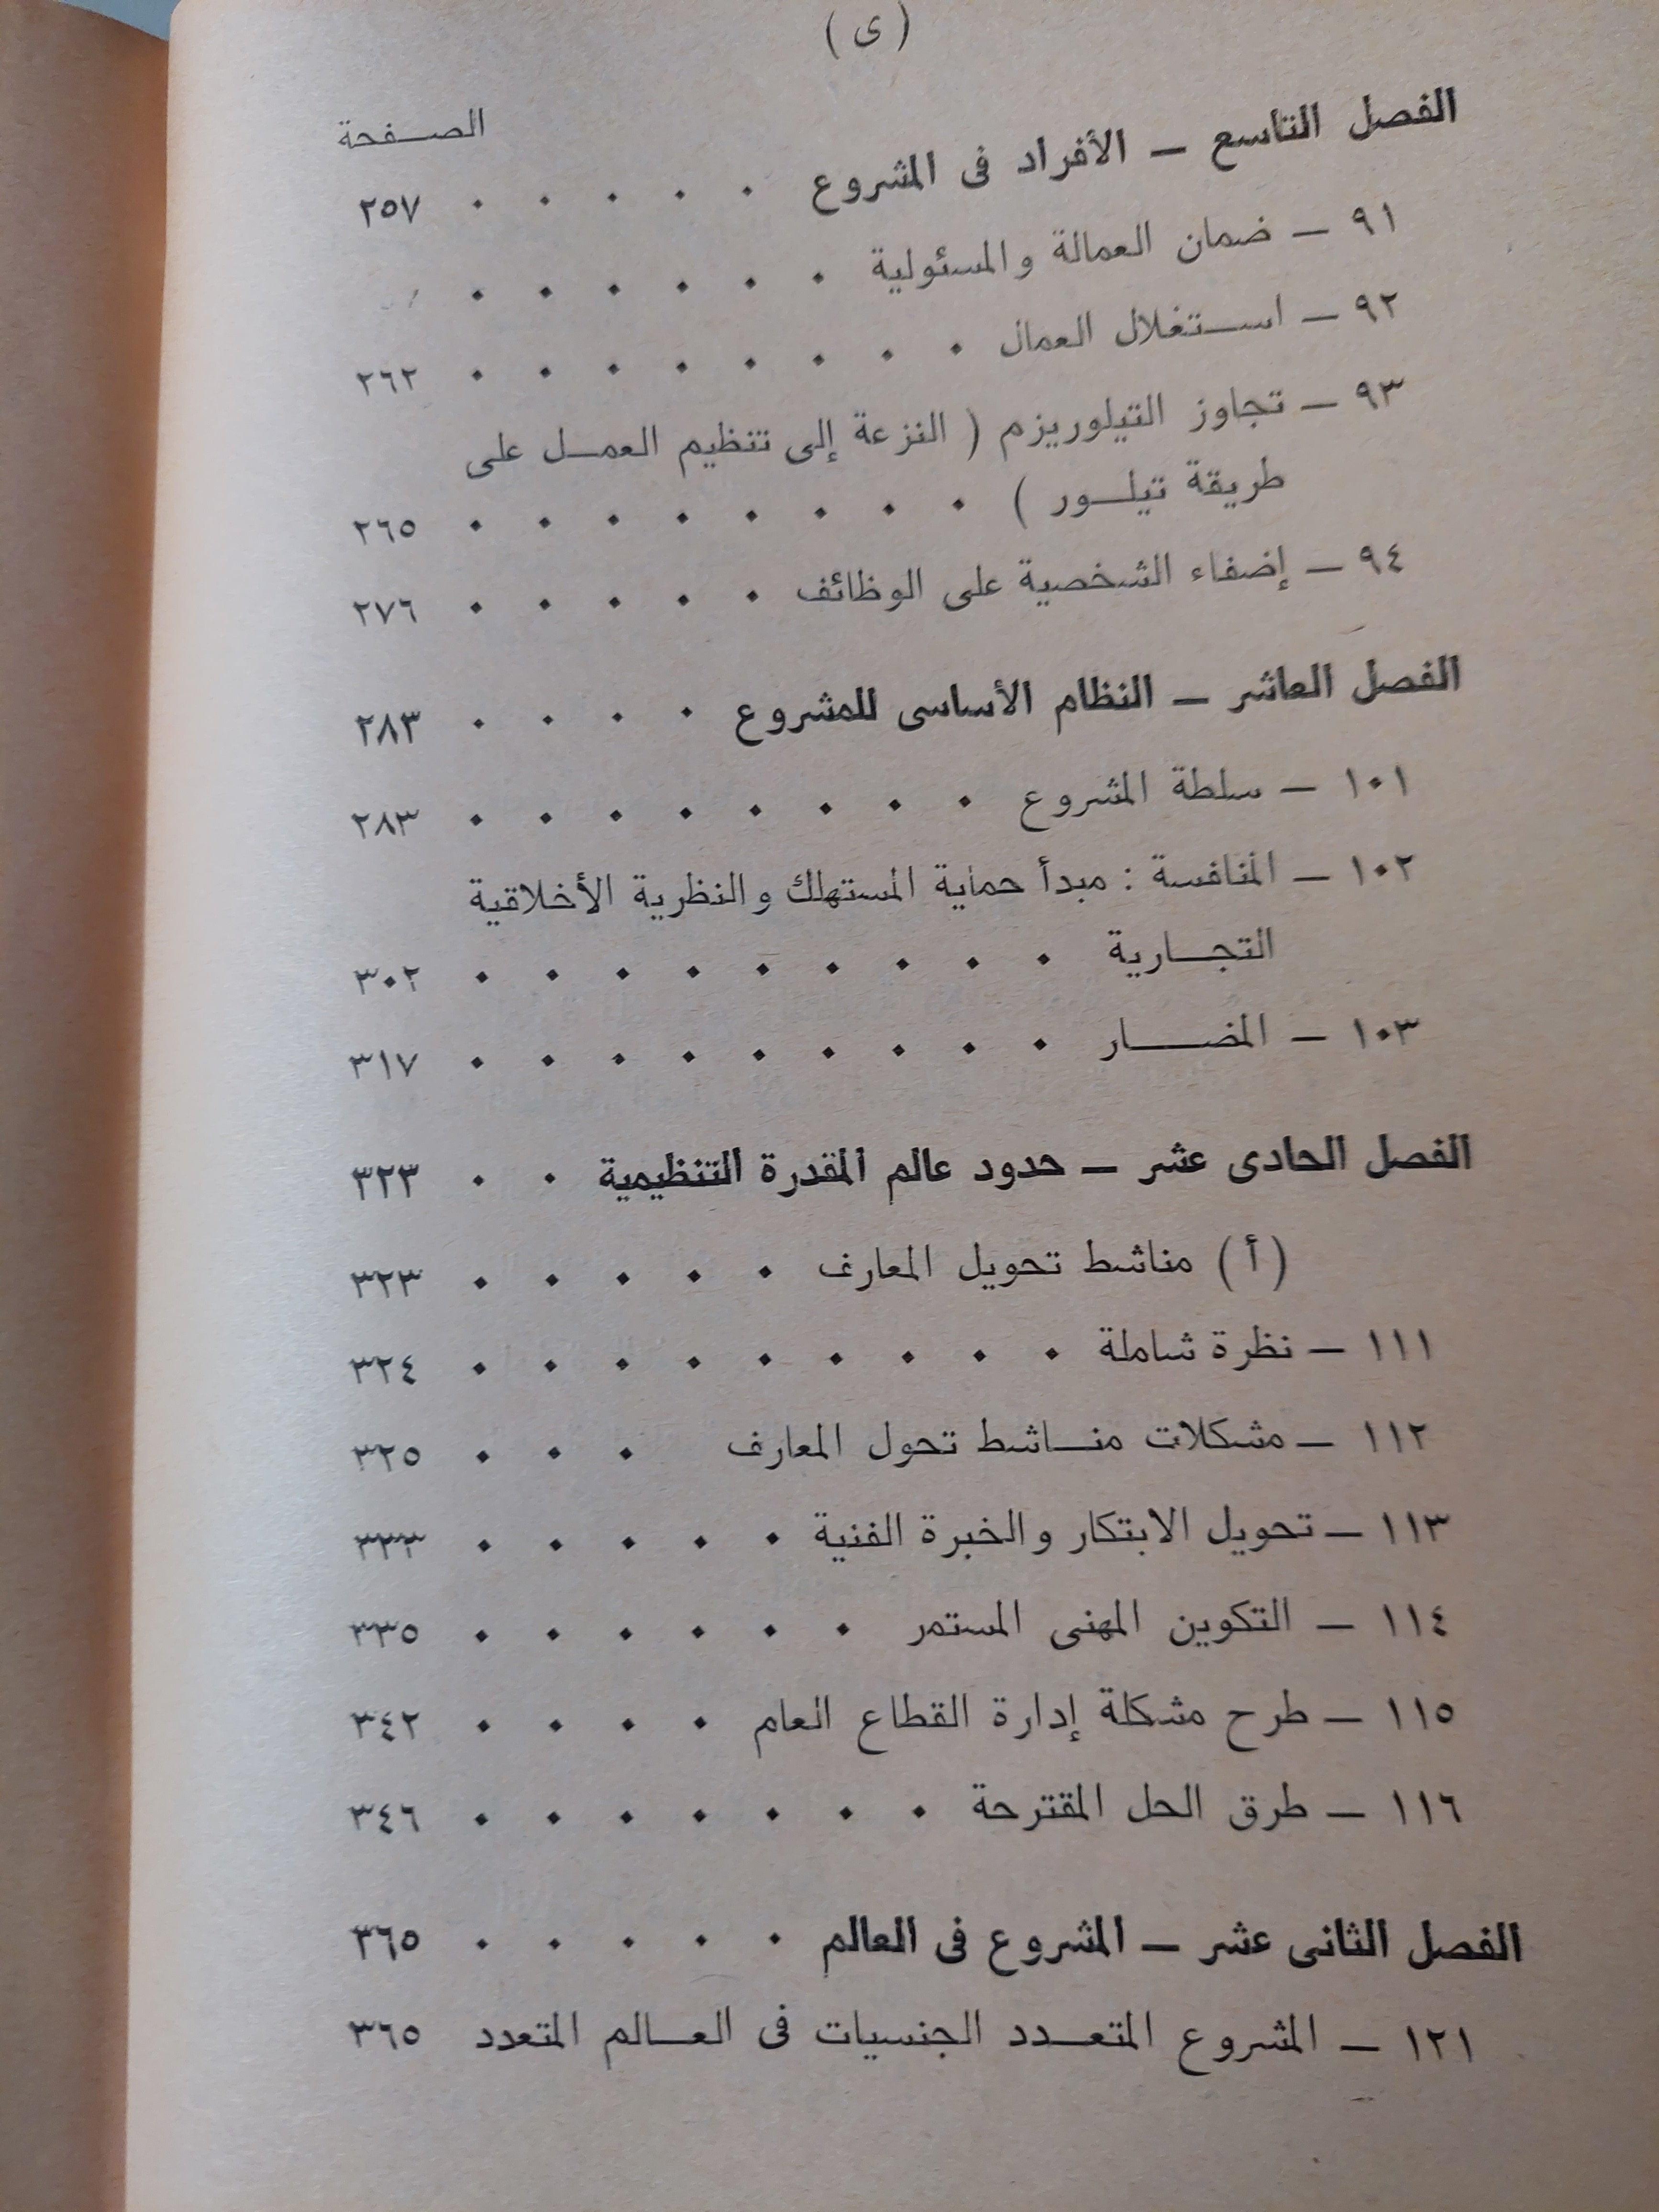 ( ى )
الصفحة
الفصل التاسع — الأفراد فى المشروع . . . . . ٢٥٧
٩١ — ضمان العمالة والمسئولية . . . . . .
٩٢ — استغلال العمال . . . . . . . . ٢٦٢
٩٣ — تجاوز التيلوريزم ( النزعة إلى تنظيم العمل على
طريقة تيلور ) . . . . . . . . ٢٦٥
٩٤ — إضفاء الشخصية على الوظائف . . . . . ٢٧٦
الفصل العاشر — النظام الأساسى للمشروع . . . . ٢٨٣
١٠١ — سلطة المشروع . . . . . . . . ٢٨٣
١٠٢ — المنافسة : مبدأ حماية المستهلك والنظرية الأخلاقية
التجارية . . . . . . . . . ٣٠٢
١٠٣ — المضار . . . . . . . . . ٣١٧
الفصل الحادى عشر — حدود عالم المقدرة التنظيمية . . ٣٢٣
(أ) مناشط تحويل المعارف . . . . . ٣٢٣
١١١ — نظرة شاملة . . . . . . . . . ٣٢٤
١١٢ — مشكلات مناشط تحول المعارف . . . ٣٢٥
١١٣ — تحويل الابتكار والخبرة الفنية . . . . . ٣٣٣
١١٤ — التكوين المهنى المستمر . . . . . . ٣٣٥
١١٥ — طرح مشكلة إدارة القطاع العام . . . . ٣٤٢
١١٦ — طرق الحل المقترحة . . . . . . . ٣٤٦
الفصل الثانى عشر — المشروع فى العالم . . . . . ٣٦٥
١٢١ — المشروع المتعدد الجنسيات فى العالم المتعدد ٣٦٥